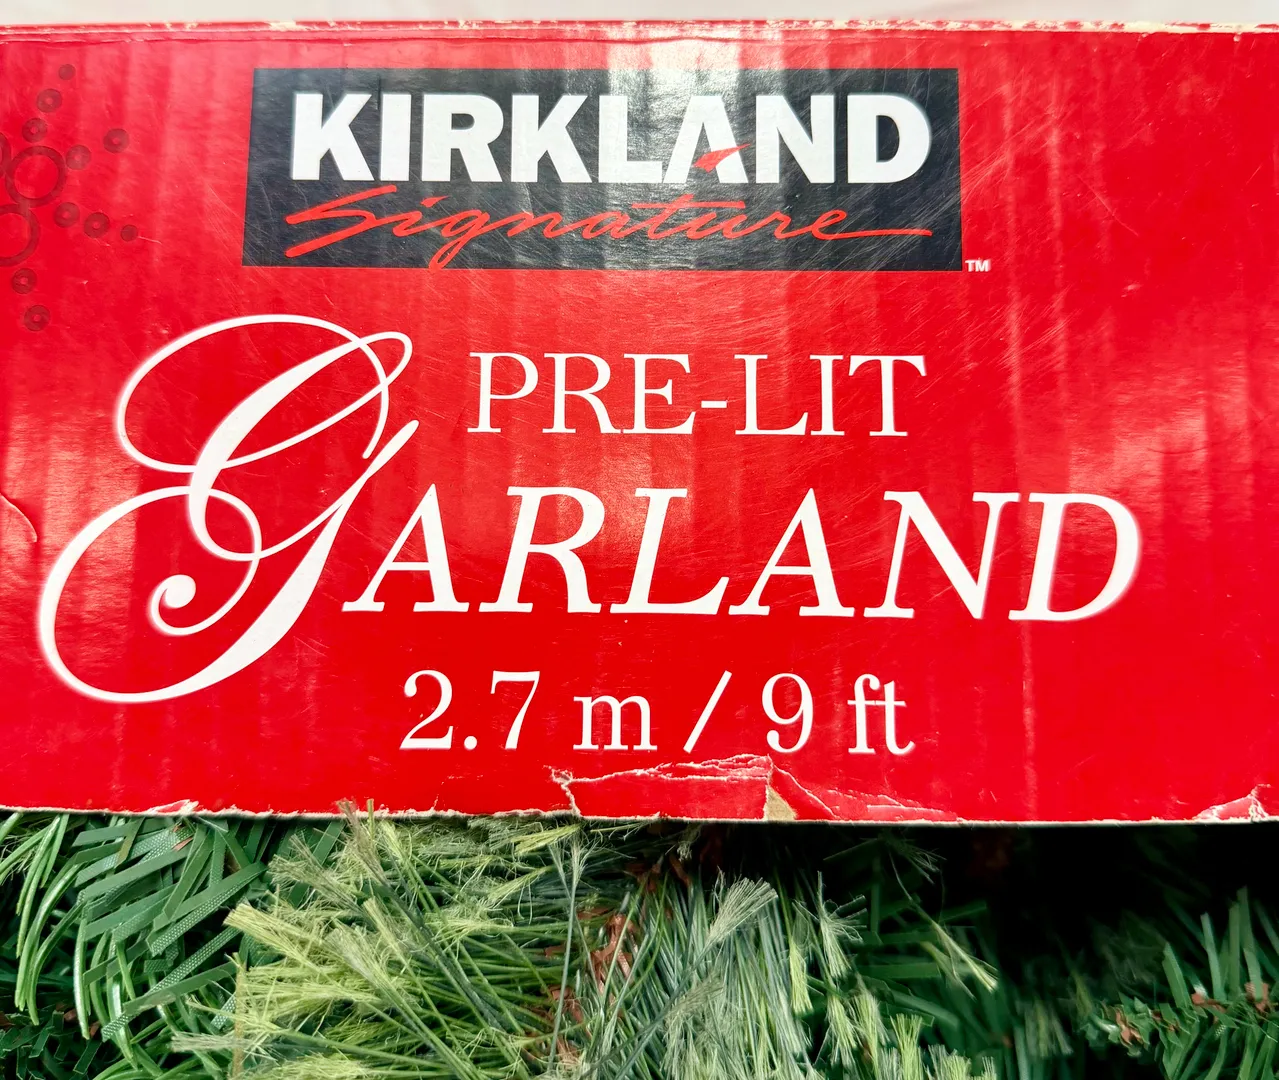 KIRKLAND
Signature
TM
PRE-LIT
GARLAND
2.7 m / 9 ft